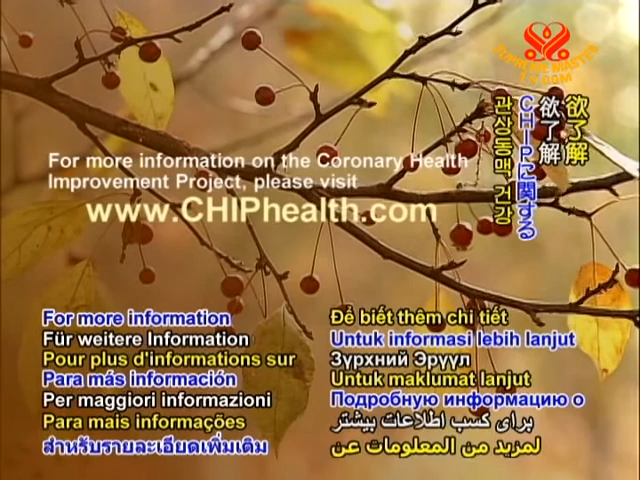 SUPREME MASTER
TV.COM
For more information on the Coronary Health
Improvement Project, please visit
www.CHIPhealth.com
欲了解
欲了解
CHIPに関する
관상동맥 건강
For more information
Für weitere Information
Pour plus d'informations sur
Para más información
Per maggiori informazioni
Para mais informações
สำหรับรายละเอียดเพิ่มเติม
Để biết thêm chi tiết
Untuk informasi lebih lanjut
Зүрхний Эрүүл
Untuk maklumat lanjut
Подробную информацию о
برای کسب اطلاعات بیشتر
لمزيد من المعلومات عن